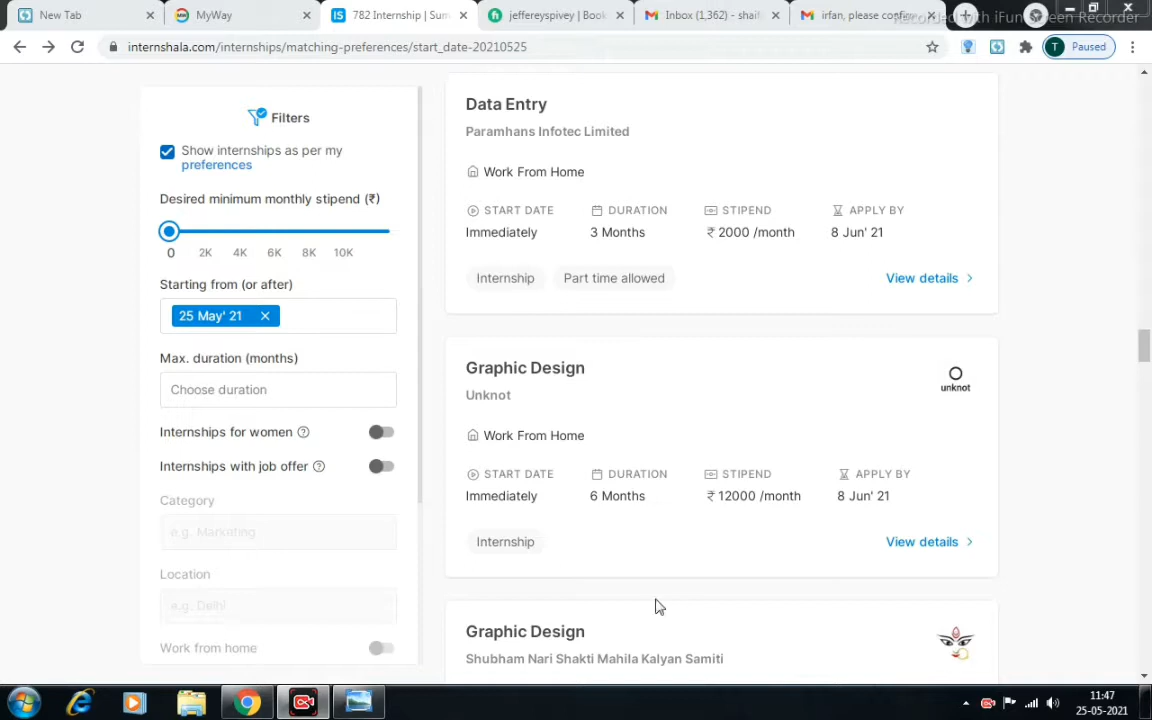 New Tab
MyWay
782 Internship | Sum
jeffereyspivey | Book
Inbox (1,362) - shaif
irfan, please confirm
Recorded with iFun Screen Recorder
internshala.com/internships/matching-preferences/start_date-20210525
T Paused
Filters
Show internships as per my
preferences
Desired minimum monthly stipend (₹)
0 2K 4K 6K 8K 10K
Starting from (or after)
25 May' 21
Max. duration (months)
Choose duration
Internships for women
Internships with job offer
Category
e.g. Marketing
Location
e.g. Delhi
Work from home
Data Entry
Paramhans Infotec Limited
Work From Home
START DATE DURATION STIPEND APPLY BY
Immediately 3 Months ₹ 2000 /month 8 Jun' 21
Internship Part time allowed View details
Graphic Design
Unknot
unknot
Work From Home
START DATE DURATION STIPEND APPLY BY
Immediately 6 Months ₹ 12000 /month 8 Jun' 21
Internship View details
Graphic Design
Shubham Nari Shakti Mahila Kalyan Samiti
11:47
25-05-2021